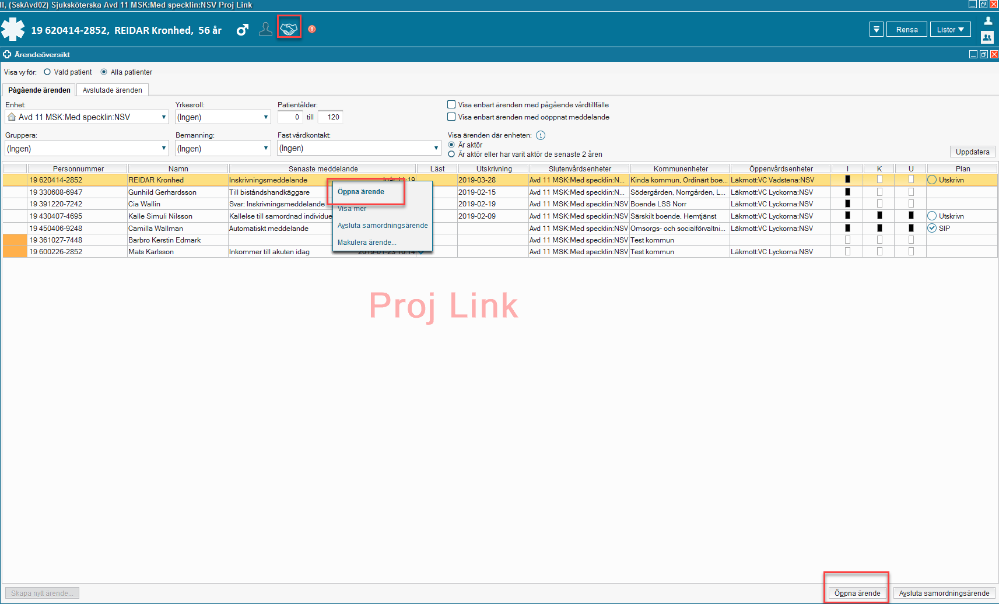 II, (SskAvd02) Sjuksköterska Avd 11 MSK:Med specklin:NSV Proj Link
19 620414-2852, REIDAR Kronhed, 56 år
Rensa
Listor
Ärendeöversikt
Visa vy för: Vald patient Alla patienter
Pågående ärenden Avslutade ärenden
Enhet: Yrkesroll: Patientålder:
Avd 11 MSK:Med specklin:NSV (Ingen) 0 till 120
Visa enbart ärenden med pågående vårdtillfälle
Visa enbart ärenden med oöppnat meddelande
Gruppera: Bemanning: Fast vårdkontakt: Visa ärenden där enheten:
(Ingen) (Ingen) (Ingen) Är aktör
Är aktör eller har varit aktör de senaste 2 åren
Uppdatera
Personnummer Namn Senaste meddelande Läst Utskrivning Slutenvårdsenheter Kommunenheter Öppenvårdsenheter I K U Plan
19 620414-2852 REIDAR Kronhed Inskrivningsmeddelande 2019-03-28 Avd 11 MSK:Med specklin:N... Kinda kommun, Ordinärt boe... Läkmott:VC Vadstena:NSV Utskrivn
19 330608-6947 Gunhild Gerhardsson Till biståndshandkäggare 2019-02-15 Avd 11 MSK:Med specklin:N... Södergården, Norrgården, L... Läkmott:VC Lyckorna:NSV
19 391220-7242 Cia Wallin Svar: Inskrivningsmeddelande 2019-02-19 Avd 11 MSK:Med specklin:NSV Boende LSS Norr Läkmott:VC Lyckorna:NSV
19 430407-4695 Kalle Simuli Nilsson Kallelse till samordnad individue 2019-02-09 Avd 11 MSK:Med specklin:NSV Särskilt boende, Hemtjänst Läkmott:VC Lyckorna:NSV Utskrivn
19 450406-9248 Camilla Wallman Automatiskt meddelande Avd 11 MSK:Med specklin:NSV Omsorgs- och socialförvaltni... Läkmott:VC Lyckorna:NSV SIP
19 361027-7448 Barbro Kerstin Edmark Avd 11 MSK:Med specklin:NSV Test kommun
19 600226-2852 Mats Karlsson Inkommer till akuten idag 2019-01-23 10:14 Avd 11 MSK:Med specklin:NSV Test kommun Läkmott:VC Lyckorna:NSV
Öppna ärende
Visa mer
Avsluta samordningsärende
Makulera ärende...
Proj Link
Skapa nytt ärende...
Öppna ärende
Avsluta samordningsärende